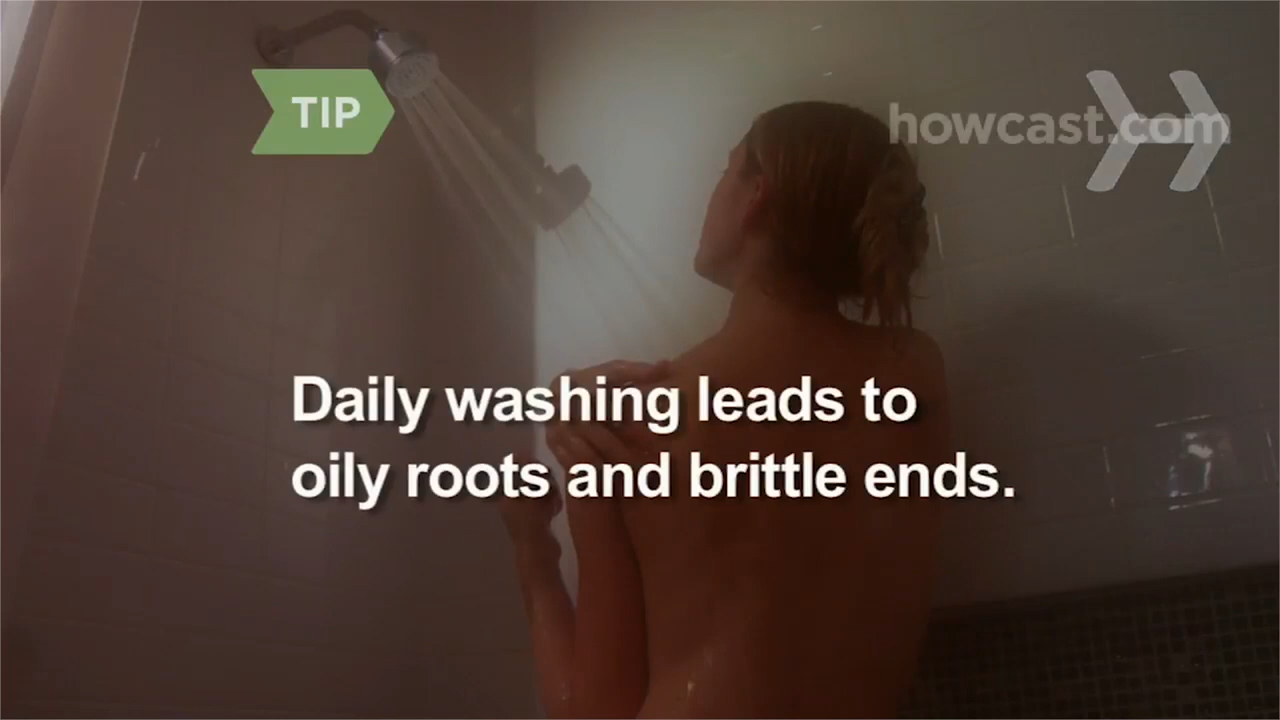 TIP
howcast.com
Daily washing leads to
oily roots and brittle ends.